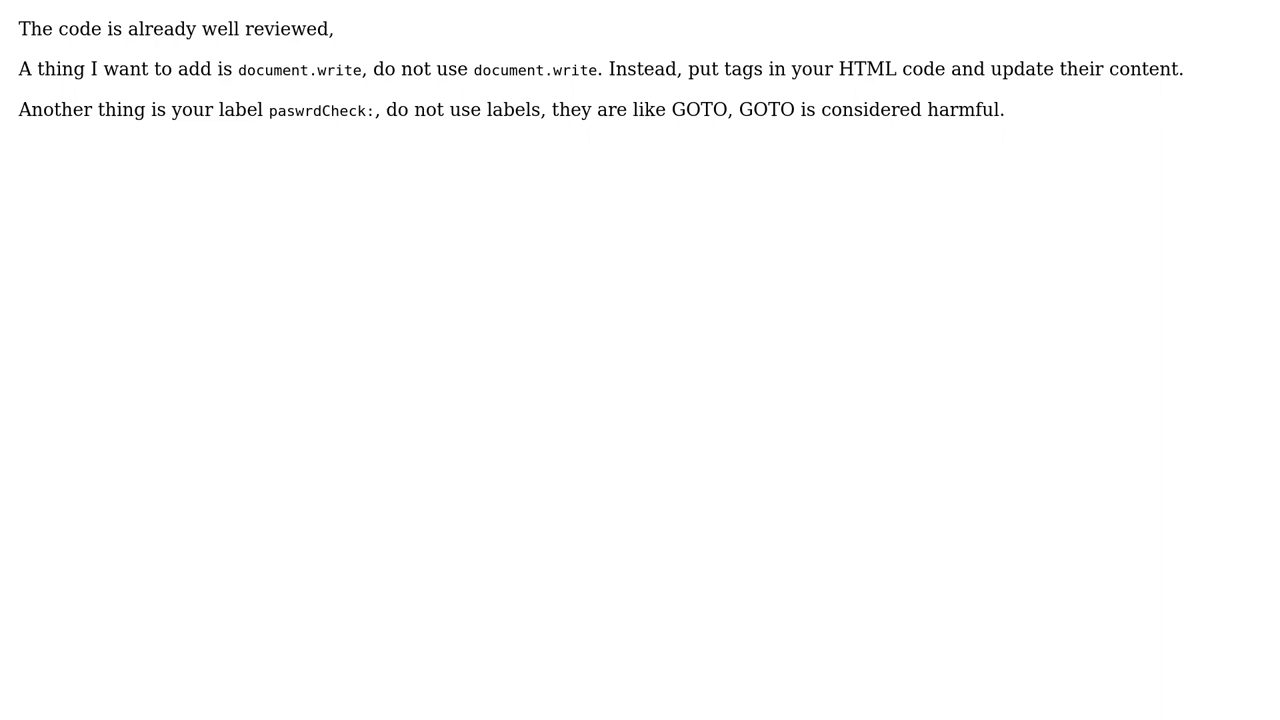 The code is already well reviewed,
A thing I want to add is document.write, do not use document.write. Instead, put tags in your HTML code and update their content.
Another thing is your label paswrdCheck:, do not use labels, they are like GOTO, GOTO is considered harmful.